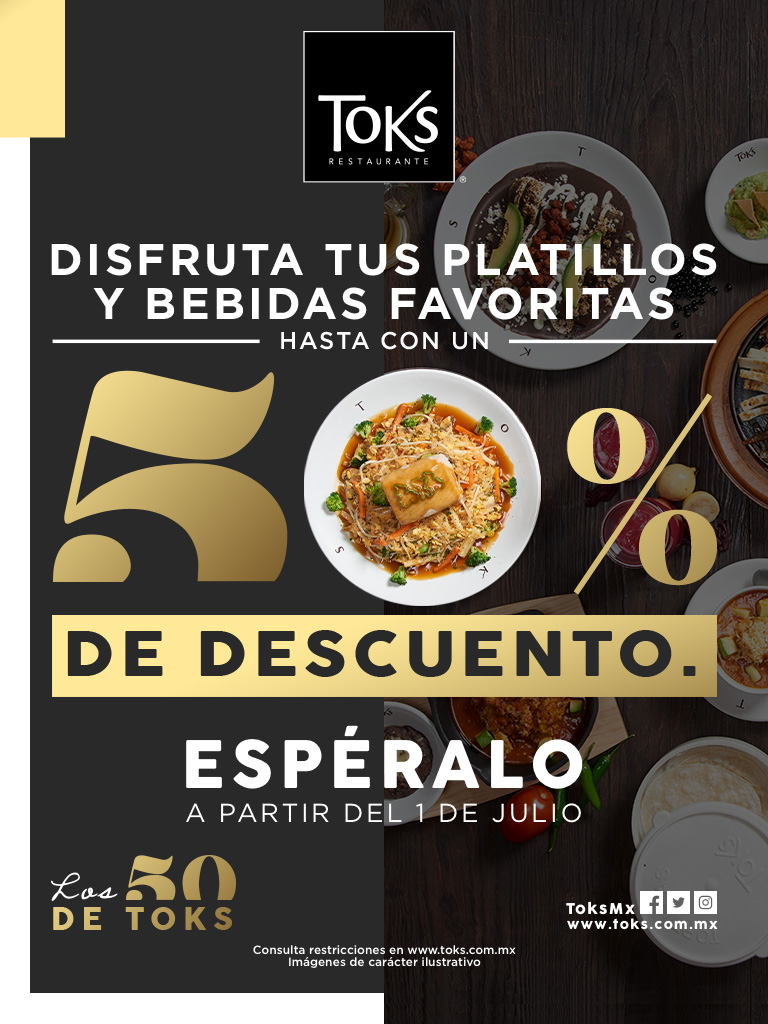 TOKS
RESTAURANTE
®
DISFRUTA TUS PLATILLOS
Y BEBIDAS FAVORITAS
HASTA CON UN
50%
DE DESCUENTO.
ESPÉRALO
A PARTIR DEL 1 DE JULIO
Los 50
DE TOKS
ToksMx
www.toks.com.mx
Consulta restricciones en www.toks.com.mx
Imágenes de carácter ilustrativo